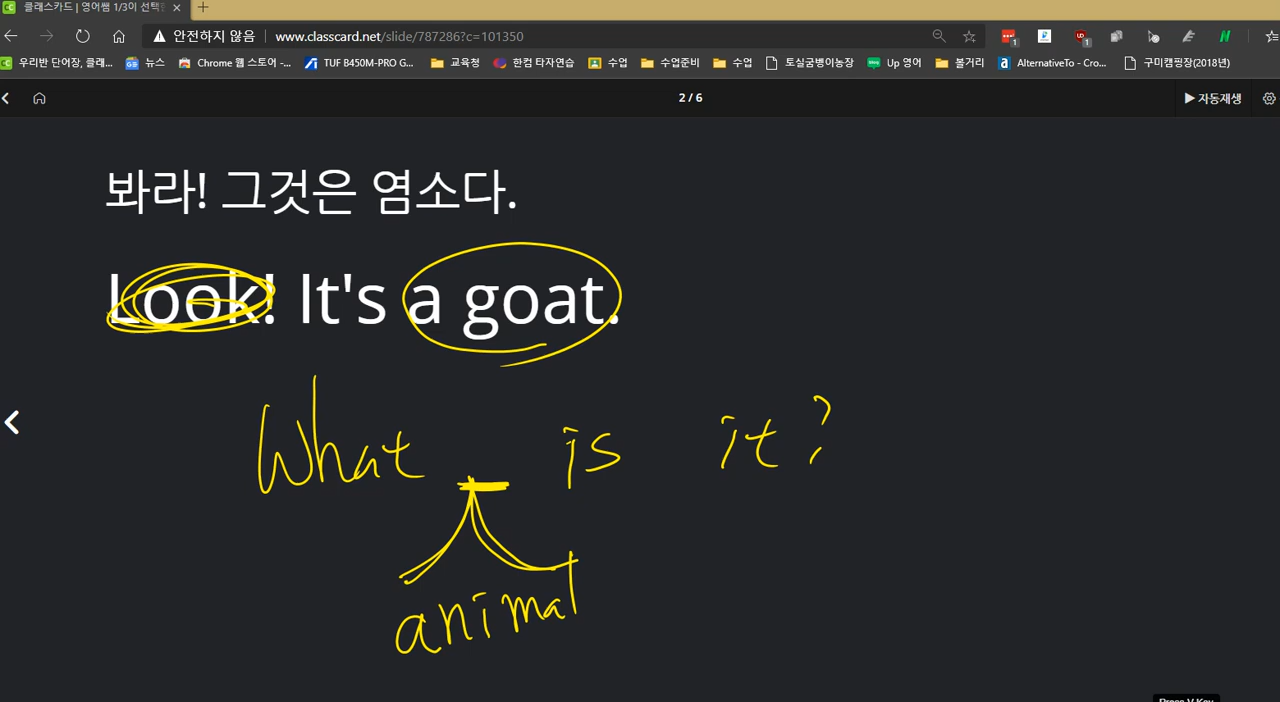 클래스카드 | 영어쌤 1/3이 선택한
안전하지 않음 | www.classcard.net/slide/787286?c=101350
우리반 단어장, 클래... 뉴스 Chrome 웹 스토어 -... TUF B450M-PRO G... 교육청 한컴 타자연습 수업 수업준비 수업 토실굼벵이농장 Up 영어 볼거리 AlternativeTo - Cro... 구미캠핑장(2018년)
2 / 6 자동재생
봐라! 그것은 염소다.
Look! It's a goat.
What is it?
animal